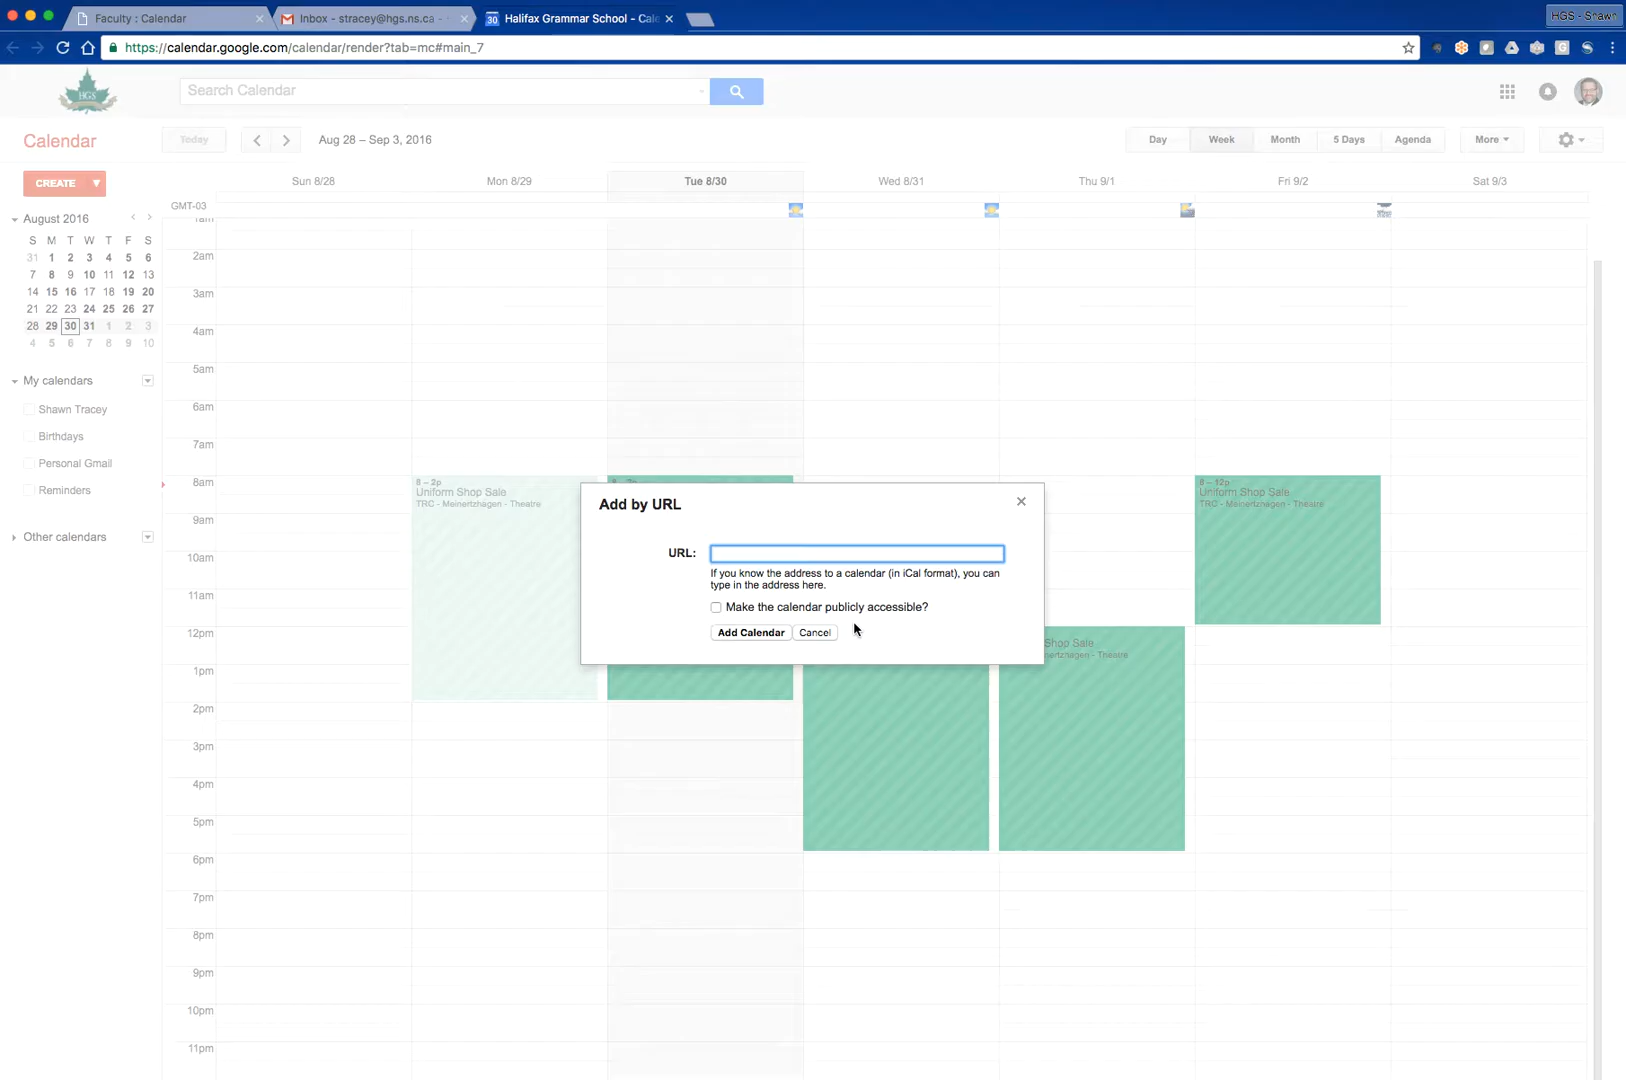 Faculty : Calendar
Inbox - stracey@hgs.ns.ca -
30 Halifax Grammar School - Cale
HGS - Shawn
https://calendar.google.com/calendar/render?tab=mc#main_7
HGS
Search Calendar
Calendar
Today
Aug 28 – Sep 3, 2016
Day
Week
Month
5 Days
Agenda
More
CREATE
Sun 8/28
Mon 8/29
Tue 8/30
Wed 8/31
Thu 9/1
Fri 9/2
Sat 9/3
GMT-03
August 2016
S M T W T F S
31 1 2 3 4 5 6
7 8 9 10 11 12 13
14 15 16 17 18 19 20
21 22 23 24 25 26 27
28 29 30 31 1 2 3
4 5 6 7 8 9 10
My calendars
Shawn Tracey
Birthdays
Personal Gmail
Reminders
Other calendars
1am
2am
3am
4am
5am
6am
7am
8am
9am
10am
11am
12pm
1pm
2pm
3pm
4pm
5pm
6pm
7pm
8pm
9pm
10pm
11pm
8 – 2p
Uniform Shop Sale
TRC - Meinertzhagen - Theatre
8 – 12p
Uniform Shop Sale
TRC - Meinertzhagen - Theatre
Shop Sale
- Theatre
Add by URL
URL:
If you know the address to a calendar (in iCal format), you can
type in the address here.
Make the calendar publicly accessible?
Add Calendar
Cancel